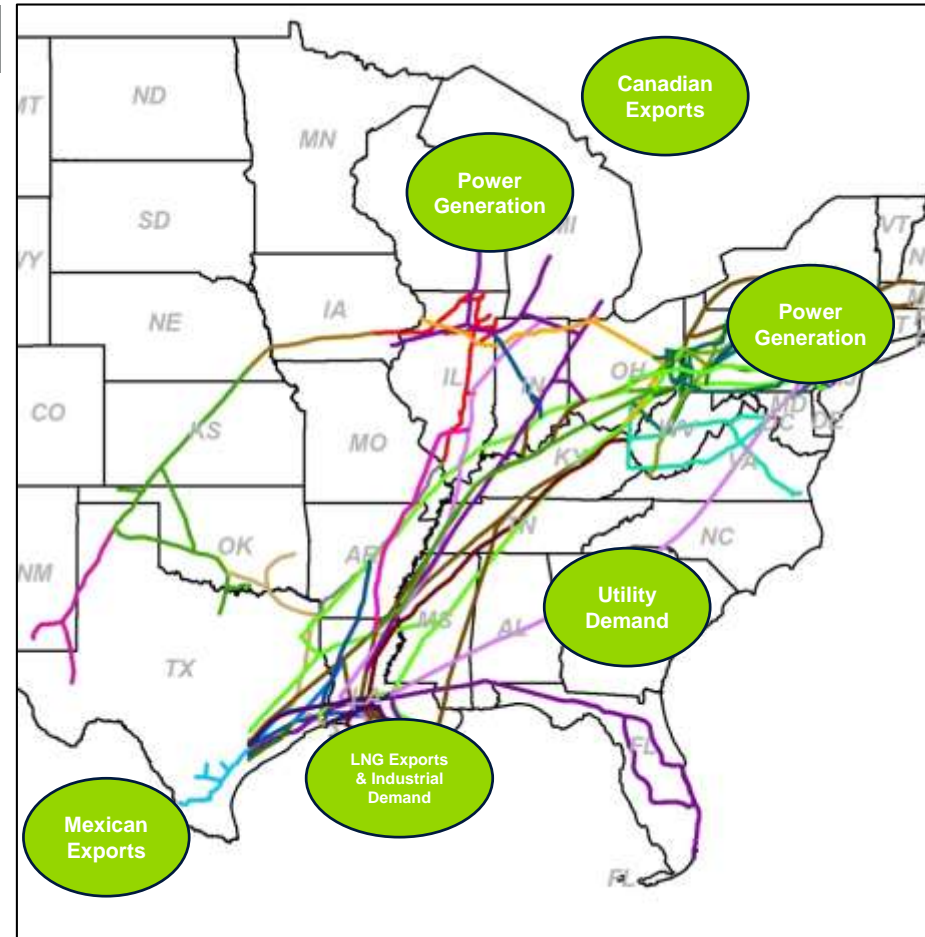 Canadian
Exports
ND
MN
Power
Generation
SD
MI
VT
IA
NE
Power
Generation
OH
IL
IN
CO
MD
DE
WV
KS
MO
KY
VA
OK
TN
NC
AR
NM
Utility
Demand
MS
AL
TX
FL
LNG Exports
& Industrial
Demand
Mexican
Exports
FL